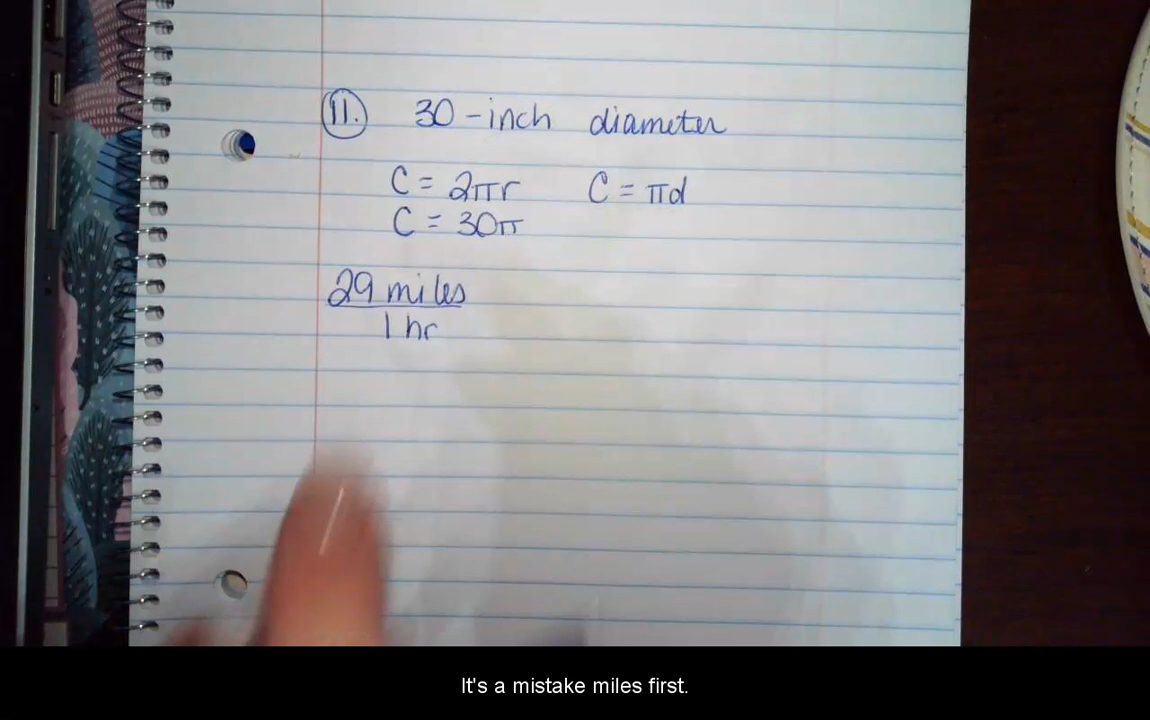 11. 30-inch diameter
C = 2πr C = πd
C = 30π
29 miles
1 hr
It's a mistake miles first.